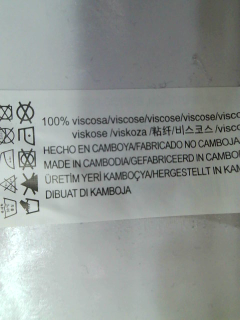 100% viscosa/viscose/viscose/viscose/visco
viskose /viskoza /粘纤/비스코스 /visco
HECHO EN CAMBOYA/FABRICADO NO CAMBOJA
MADE IN CAMBODIA/GEFABRICEERD IN CAMBO
ÜRETİM YERİ KAMBOÇYA/HERGESTELLT IN KAM
DIBUAT DI KAMBOJA